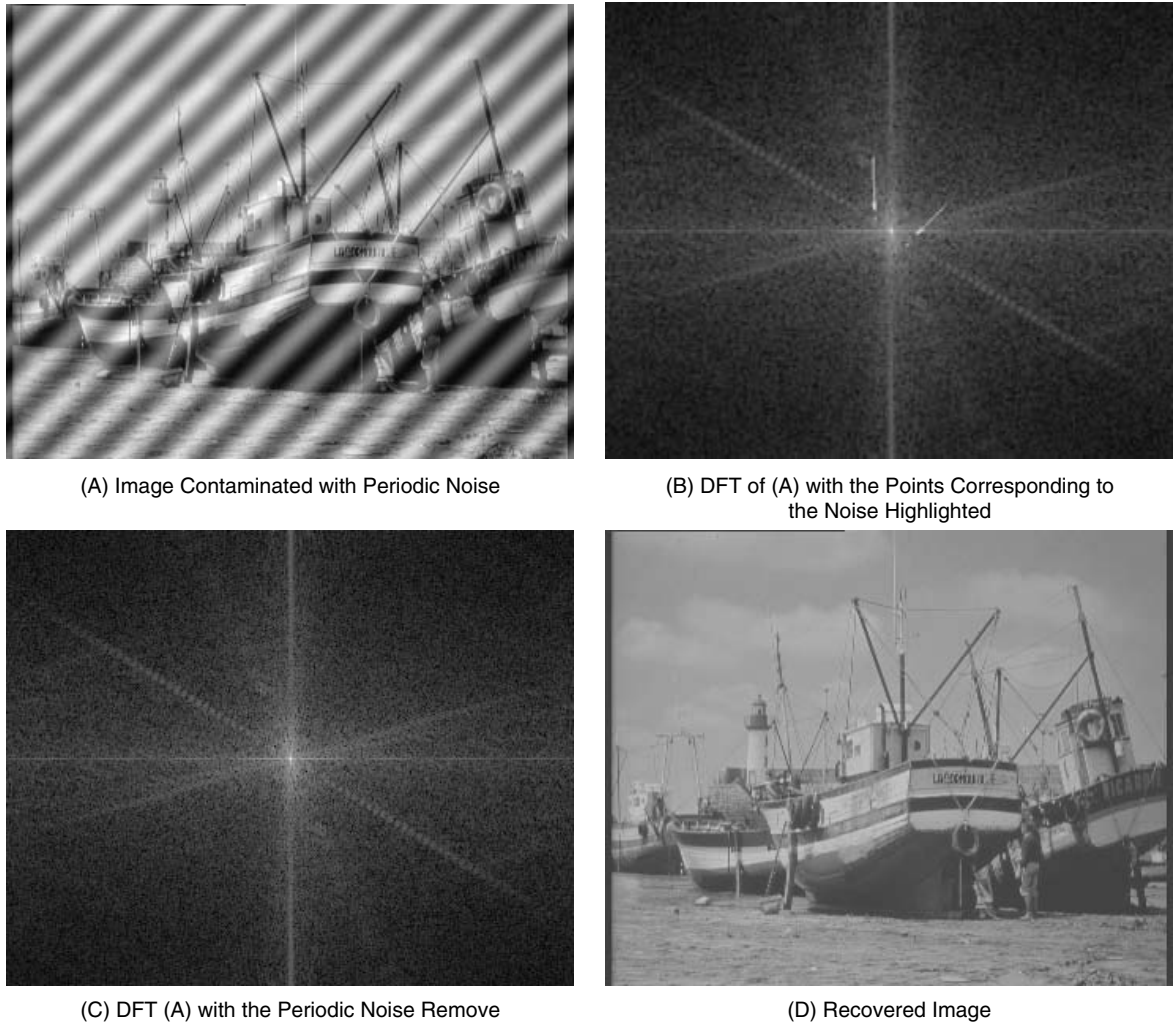 (A) Image Contaminated with Periodic Noise
(B) DFT of (A) with the Points Corresponding to
the Noise Highlighted
(C) DFT (A) with the Periodic Noise Remove
(D) Recovered Image